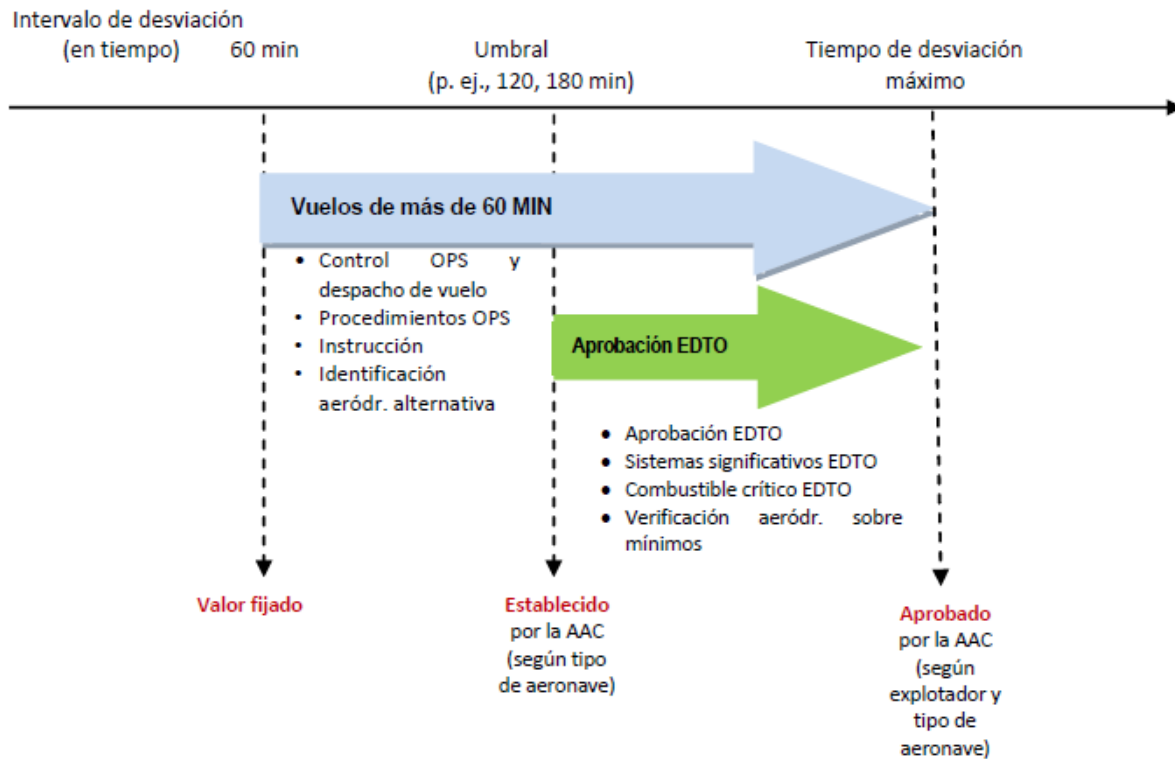 Intervalo de desviación
(en tiempo)
60 min
Umbral
(p. ej., 120, 180 min)
Tiempo de desviación
máximo
Vuelos de más de 60 MIN
• Control OPS y
despacho de vuelo
• Procedimientos OPS
• Instrucción
• Identificación
aeródr. alternativa
Aprobación EDTO
• Aprobación EDTO
• Sistemas significativos EDTO
• Combustible crítico EDTO
• Verificación aeródr. sobre
mínimos
Valor fijado
Establecido
por la AAC
(según tipo
de aeronave)
Aprobado
por la AAC
(según
explotador y
tipo de
aeronave)